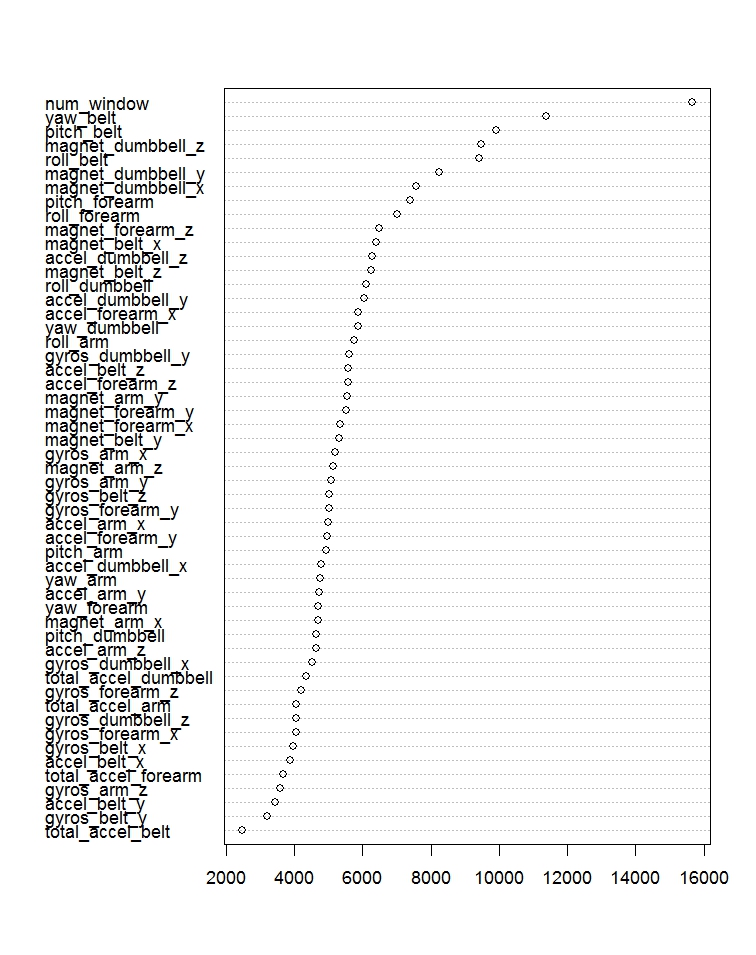 num_window
yaw_belt
pitch_belt
magnet_dumbbell_z
roll_belt
magnet_dumbbell_y
magnet_dumbbell_x
pitch_forearm
roll_forearm
magnet_forearm_z
magnet_belt_x
accel_dumbbell_z
magnet_belt_z
roll_dumbbell
accel_dumbbell_y
accel_forearm_x
yaw_dumbbell
roll_arm
gyros_dumbbell_y
accel_belt_z
accel_forearm_z
magnet_arm_y
magnet_forearm_y
magnet_forearm_x
magnet_belt_y
gyros_arm_x
magnet_arm_z
gyros_arm_y
gyros_belt_z
gyros_forearm_y
accel_arm_x
accel_forearm_y
pitch_arm
accel_dumbbell_x
yaw_arm
accel_arm_y
yaw_forearm
magnet_arm_x
pitch_dumbbell
accel_arm_z
gyros_dumbbell_x
total_accel_dumbbell
gyros_forearm_z
total_accel_arm
gyros_dumbbell_z
gyros_forearm_x
gyros_belt_x
accel_belt_x
total_accel_forearm
gyros_arm_z
accel_belt_y
gyros_belt_y
total_accel_belt
2000 4000 6000 8000 10000 12000 14000 16000